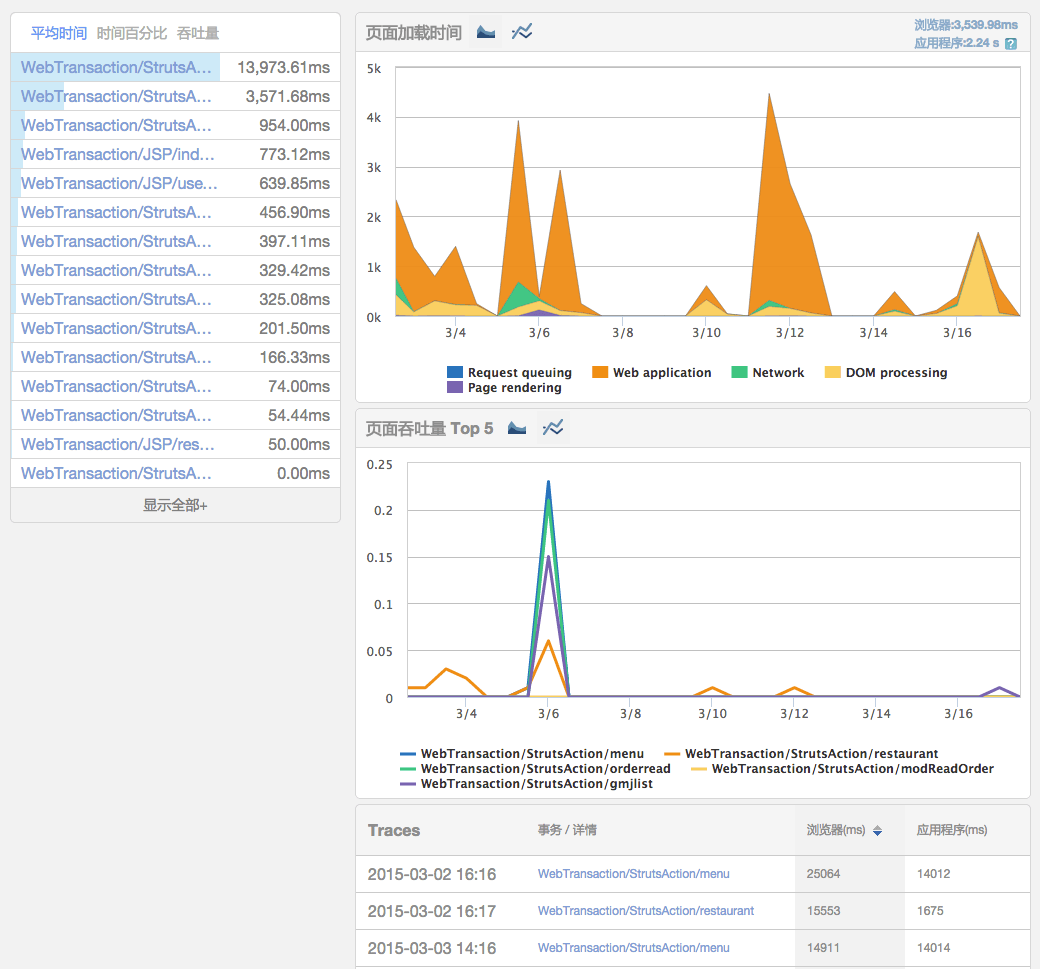 平均时间 时间百分比 吞吐量
WebTransaction/StrutsA... 13,973.61ms
WebTransaction/StrutsA... 3,571.68ms
WebTransaction/StrutsA... 954.00ms
WebTransaction/JSP/ind... 773.12ms
WebTransaction/JSP/use... 639.85ms
WebTransaction/StrutsA... 456.90ms
WebTransaction/StrutsA... 397.11ms
WebTransaction/StrutsA... 329.42ms
WebTransaction/StrutsA... 325.08ms
WebTransaction/StrutsA... 201.50ms
WebTransaction/StrutsA... 166.33ms
WebTransaction/StrutsA... 74.00ms
WebTransaction/StrutsA... 54.44ms
WebTransaction/JSP/res... 50.00ms
WebTransaction/StrutsA... 0.00ms
显示全部+
页面加载时间
浏览器:3,539.98ms
应用程序:2.24 s ?
5k
4k
3k
2k
1k
0k
3/4 3/6 3/8 3/10 3/12 3/14 3/16
Request queuing Web application Network DOM processing
Page rendering
页面吞吐量 Top 5
0.25
0.2
0.15
0.1
0.05
0
3/4 3/6 3/8 3/10 3/12 3/14 3/16
WebTransaction/StrutsAction/menu WebTransaction/StrutsAction/restaurant
WebTransaction/StrutsAction/orderread WebTransaction/StrutsAction/modReadOrder
WebTransaction/StrutsAction/gmjlist
Traces 事务 / 详情 浏览器(ms) 应用程序(ms)
2015-03-02 16:16 WebTransaction/StrutsAction/menu 25064 14012
2015-03-02 16:17 WebTransaction/StrutsAction/restaurant 15553 1675
2015-03-03 14:16 WebTransaction/StrutsAction/menu 14911 14014